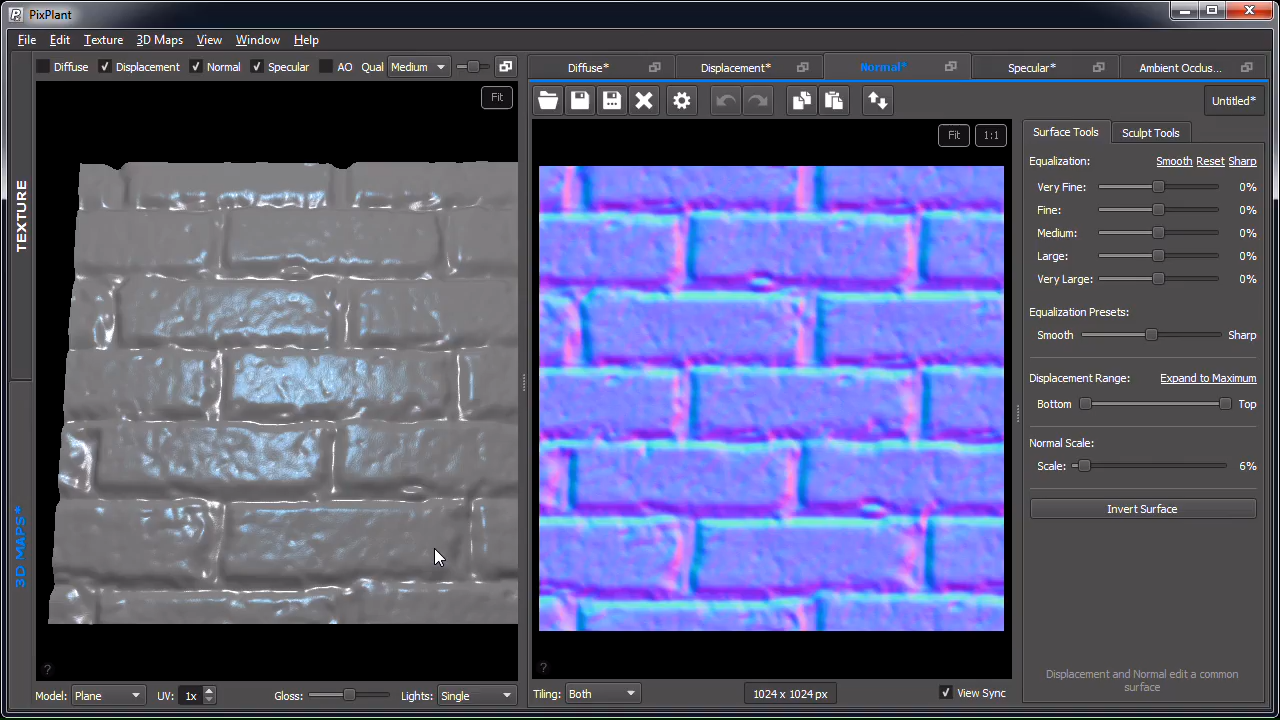 PixPlant
File Edit Texture 3D Maps View Window Help
Diffuse Displacement Normal Specular AO Qual Medium
Diffuse* Displacement* Normal* Specular* Ambient Occlus...
Fit
Untitled*
Fit 1:1
TEXTURE
3D MAPS*
Surface Tools Sculpt Tools
Equalization: Smooth Reset Sharp
Very Fine: 0%
Fine: 0%
Medium: 0%
Large: 0%
Very Large: 0%
Equalization Presets:
Smooth Sharp
Displacement Range: Expand to Maximum
Bottom Top
Normal Scale:
Scale: 6%
Invert Surface
Displacement and Normal edit a common
surface
? ?
Model: Plane UV: 1x Gloss: Lights: Single
Tiling: Both 1024 x 1024 px View Sync